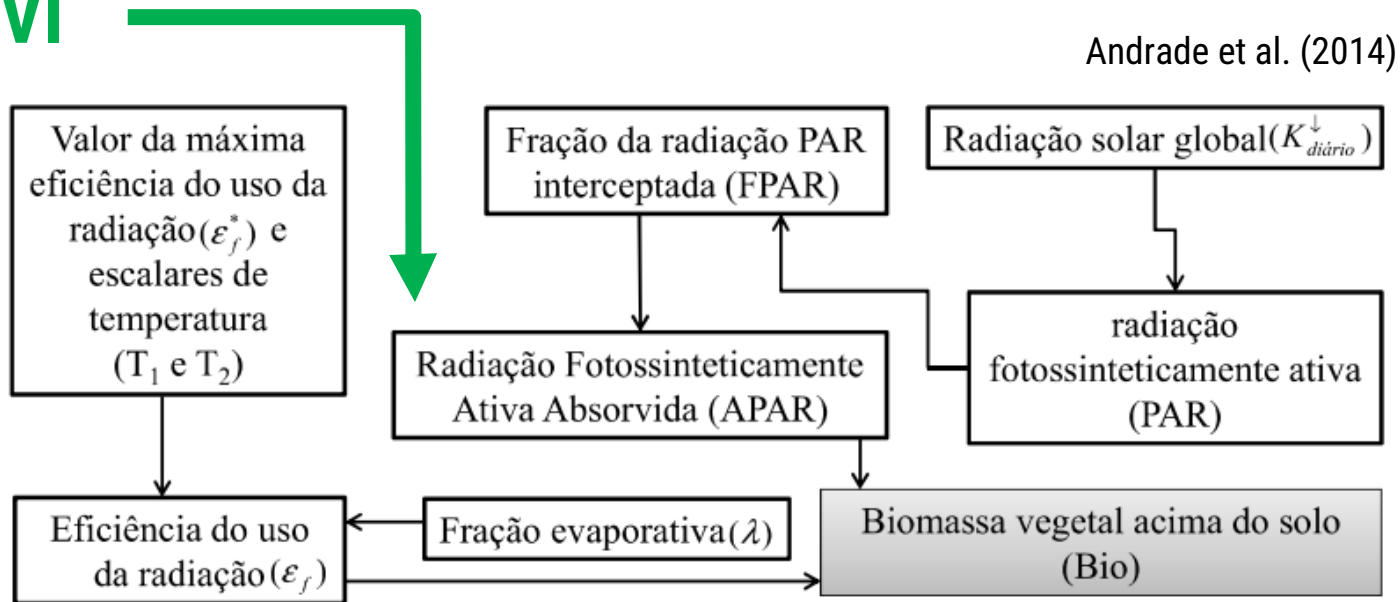 VI
Andrade et al. (2014)
Valor da máxima
eficiência do uso da
radiação(ε*f) e
escalares de
temperatura
(T₁ e T₂)
Fração da radiação PAR
interceptada (FPAR)
Radiação solar global(K↓diário)
Radiação Fotossinteticamente
Ativa Absorvida (APAR)
radiação
fotossinteticamente ativa
(PAR)
Eficiência do uso
da radiação(εf)
Fração evaporativa(λ)
Biomassa vegetal acima do solo
(Bio)